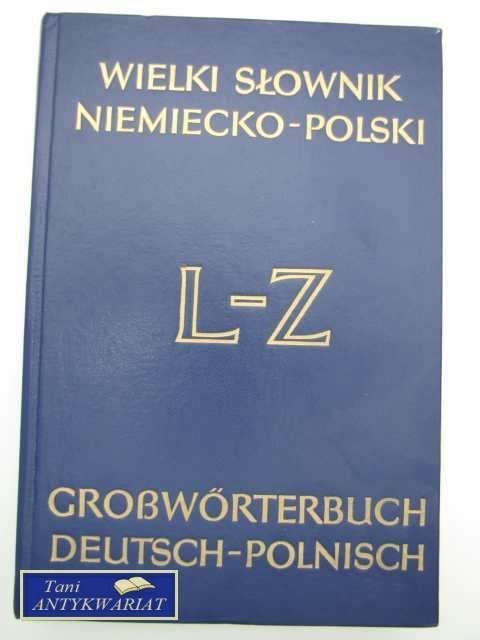 WIELKI SŁOWNIK
NIEMIECKO-POLSKI
L-Z
GROßWÖRTERBUCH
DEUTSCH-POLNISCH
Tani
ANTYKWARIAT